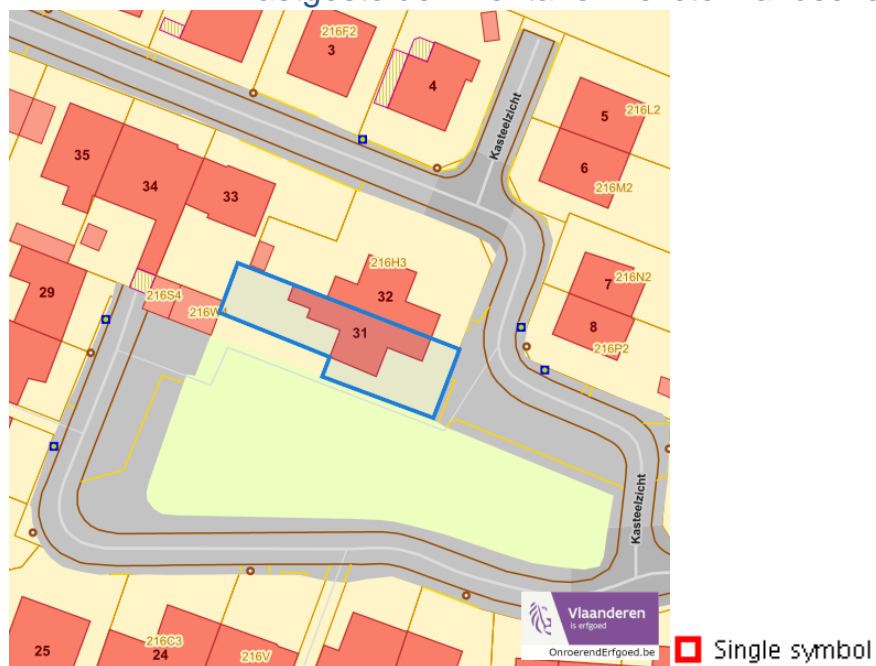 216F2
3
4
5
216L2
Kasteelzicht
6
216M2
35
34
33
216H3
216N2
7
32
29
216S4
8
31
216P2
Kasteelzicht
Vlaanderen
is erfgoed
OnroerendErfgoed.be
Single symbol
216C3
25
24
216V